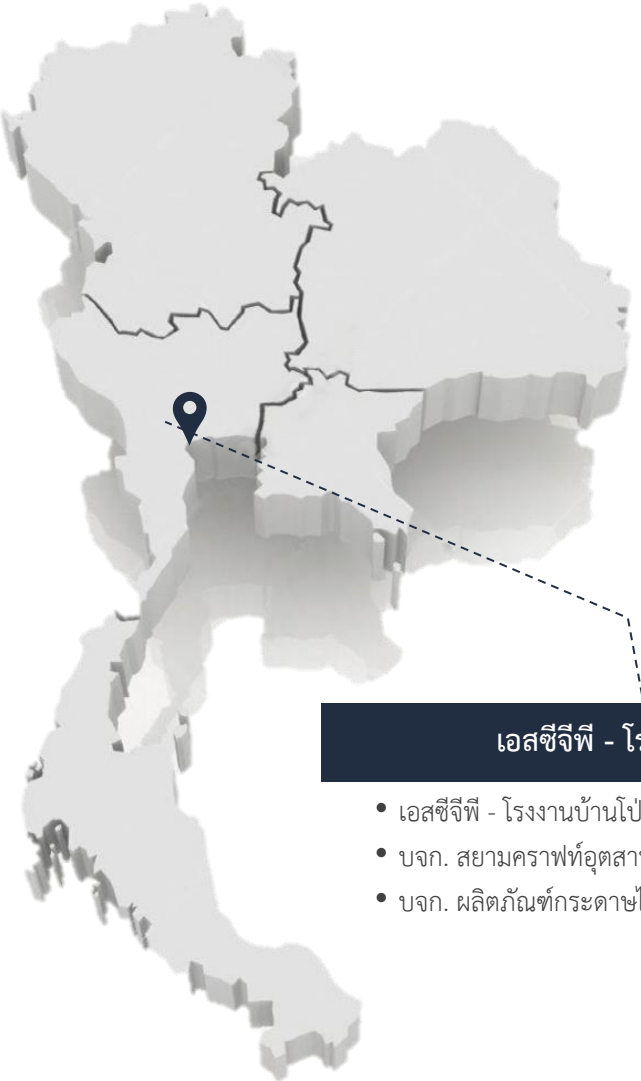 เอสซีจีพี - โร
เอสซีจีพี - โรงงานบ้านโป
บจก. สยามคราฟท์อุตสา
บจก. ผลิตภัณฑ์กระดาษ